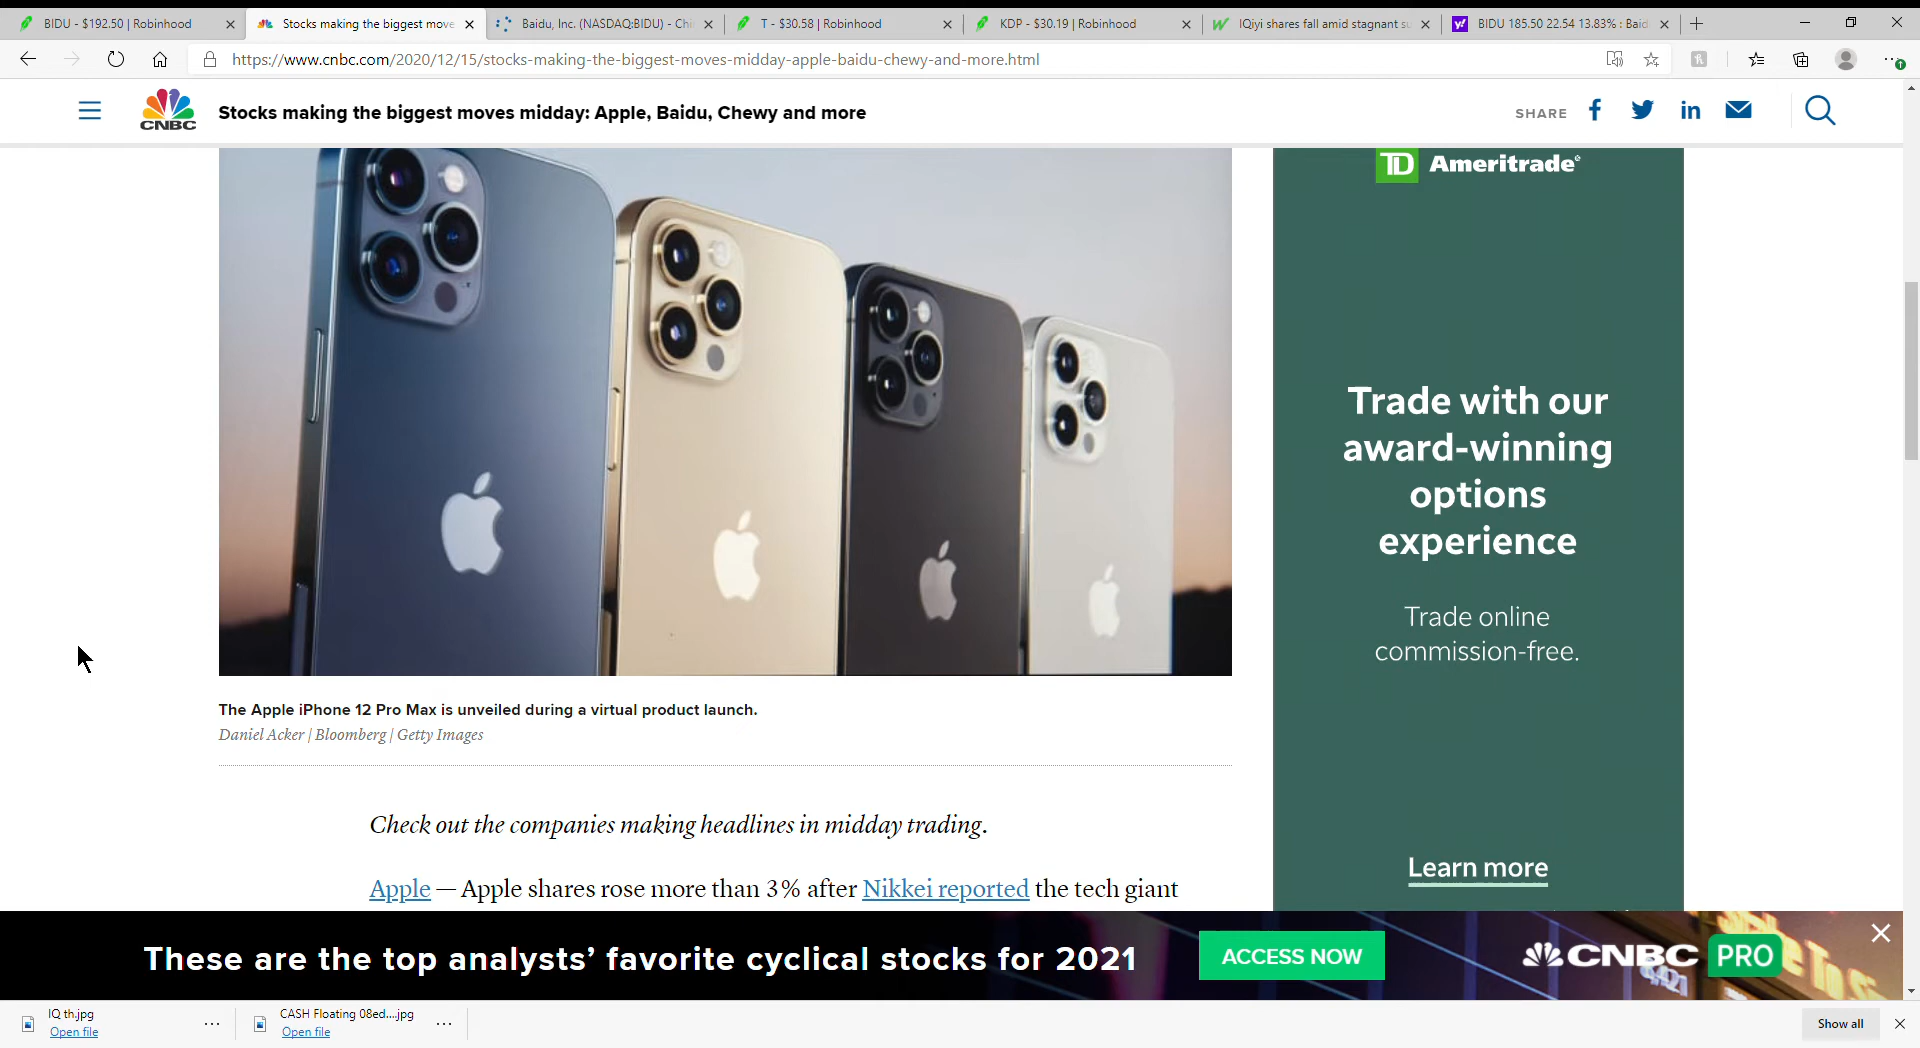 BIDU - $192.50 | Robinhood
Stocks making the biggest move
Baidu, Inc. (NASDAQ:BIDU) - Chi
T - $30.58 | Robinhood
KDP - $30.19 | Robinhood
IQiyi shares fall amid stagnant su
BIDU 185.50 22.54 13.83% : Baid
https://www.cnbc.com/2020/12/15/stocks-making-the-biggest-moves-midday-apple-baidu-chewy-and-more.html
CNBC
Stocks making the biggest moves midday: Apple, Baidu, Chewy and more
SHARE
TD Ameritrade
Trade with our
award-winning
options
experience
Trade online
commission-free.
Learn more
The Apple iPhone 12 Pro Max is unveiled during a virtual product launch.
Daniel Acker | Bloomberg | Getty Images
Check out the companies making headlines in midday trading.
Apple — Apple shares rose more than 3% after Nikkei reported the tech giant
These are the top analysts’ favorite cyclical stocks for 2021
ACCESS NOW
CNBC PRO
IQ th.jpg
Open file
CASH Floating 08ed....jpg
Open file
Show all